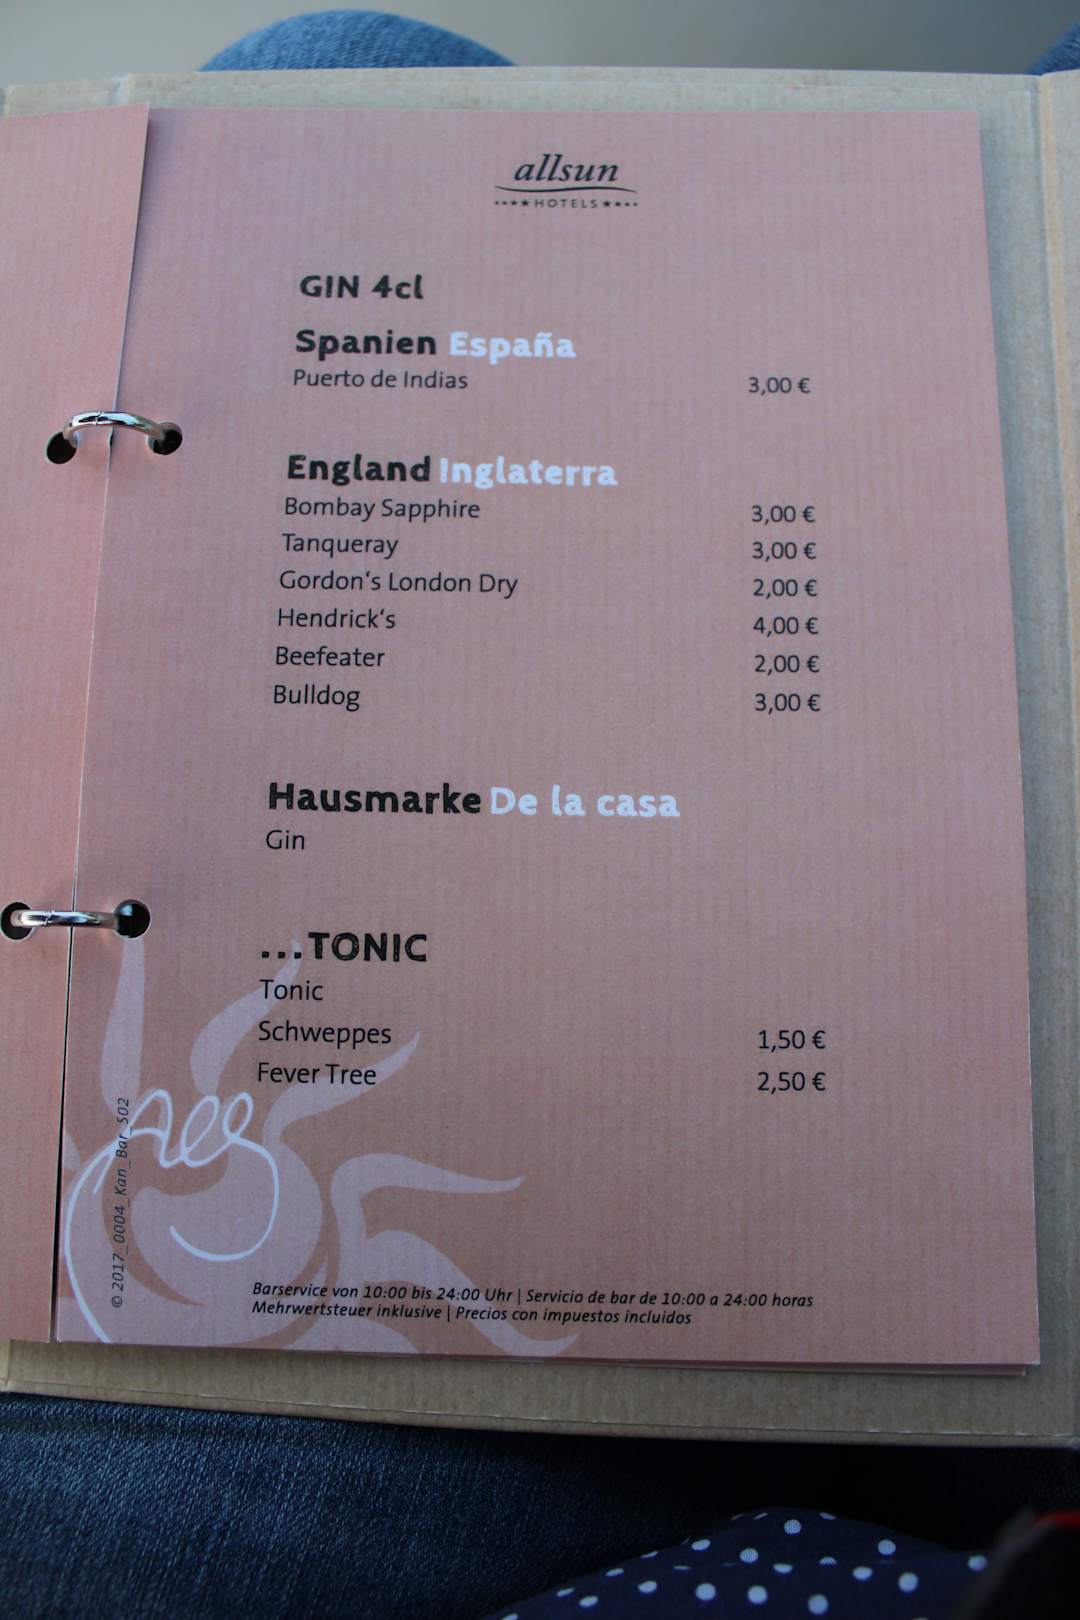 allsun
HOTELS
GIN 4cl
Spanien España
Puerto de Indias 3,00 €
England Inglaterra
Bombay Sapphire 3,00 €
Tanqueray 3,00 €
Gordon‘s London Dry 2,00 €
Hendrick‘s 4,00 €
Beefeater 2,00 €
Bulldog 3,00 €
Hausmarke De la casa
Gin
...TONIC
Tonic
Schweppes 1,50 €
Fever Tree 2,50 €
© 2017_0004_Kan_Bar_S02
Barservice von 10:00 bis 24:00 Uhr | Servicio de bar de 10:00 a 24:00 horas
Mehrwertsteuer inklusive | Precios con impuestos incluidos